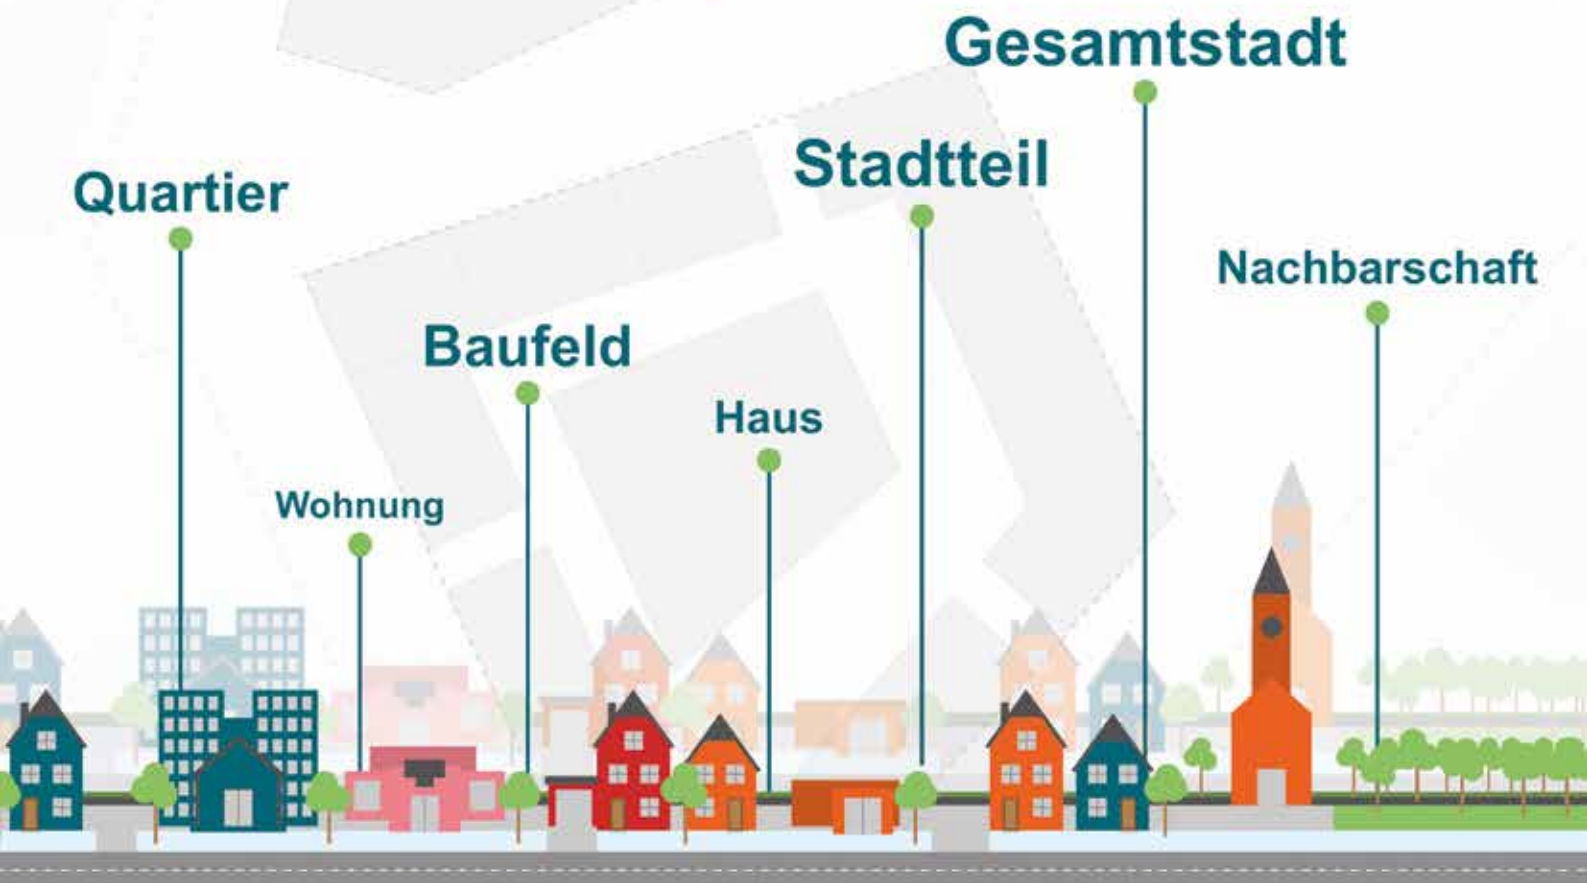 Gesamtstadt
Stadtteil
Quartier
Nachbarschaft
Baufeld
Haus
Wohnung